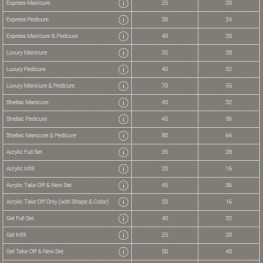 Express Manicure 25 20
Express Pedicure 30 24
Express Manicure & Pedicure 40 35
Luxury Manicure 35 28
Luxury Pedicure 40 32
Luxury Manicure & Pedicure 70 55
Shellac Manicure 40 32
Shellac Pedicure 45 36
Shellac Manicure & Pedicure 80 64
Acrylic Full Set 35 28
Acrylic Infill 20 16
Acrylic Take Off & New Set 45 36
Acrylic Take Off Only (with Shape & Color) 20 16
Gel Full Set 40 32
Gel Infill 25 20
Gel Take Off & New Set 50 40